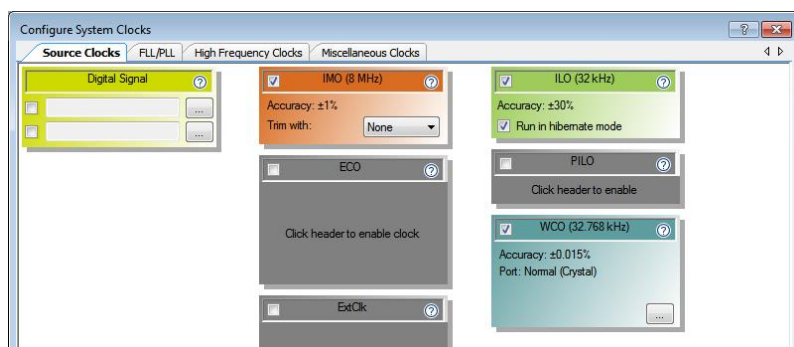 Configure System Clocks
Source Clocks FLL/PLL High Frequency Clocks Miscellaneous Clocks
Digital Signal
...
...
IMO (8 MHz)
Accuracy: ±1%
Trim with: None
ECO
Click header to enable clock
ExtClk
ILO (32 kHz)
Accuracy: ±30%
Run in hibernate mode
PILO
Click header to enable
WCO (32.768 kHz)
Accuracy: ±0.015%
Port: Normal (Crystal)
...